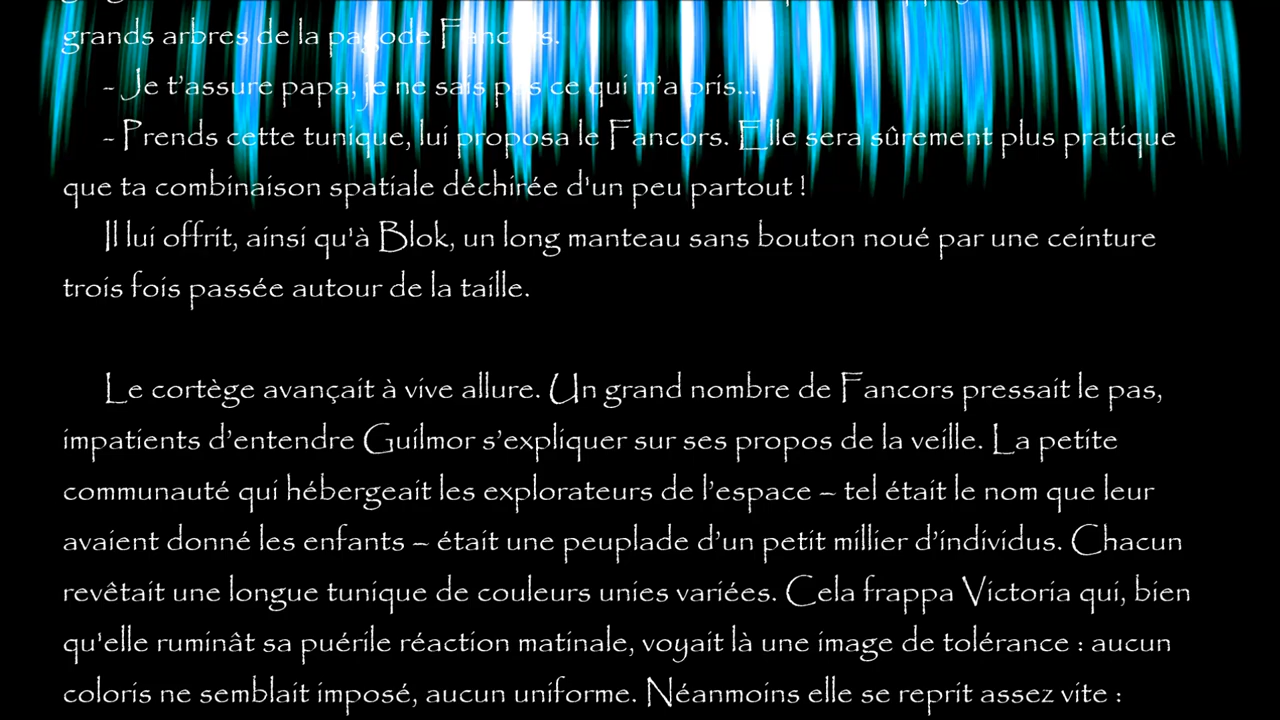 grands arbres de la pagode Fancors.
- Je t'assure papa, je ne sais pas ce qui m'a pris...
- Prends cette tunique, lui proposa le Fancors. Elle sera sûrement plus pratique
que ta combinaison spatiale déchirée d'un peu partout !
Il lui offrit, ainsi qu'à Blok, un long manteau sans bouton noué par une ceinture
trois fois passée autour de la taille.
Le cortège avançait à vive allure. Un grand nombre de Fancors pressait le pas,
impatients d'entendre Guilmor s'expliquer sur ses propos de la veille. La petite
communauté qui hébergeait les explorateurs de l'espace – tel était le nom que leur
avaient donné les enfants – était une peuplade d'un petit millier d'individus. Chacun
revêtait une longue tunique de couleurs unies variées. Cela frappa Victoria qui, bien
qu'elle ruminât sa puérile réaction matinale, voyait là une image de tolérance : aucun
coloris ne semblait imposé, aucun uniforme. Néanmoins elle se reprit assez vite :